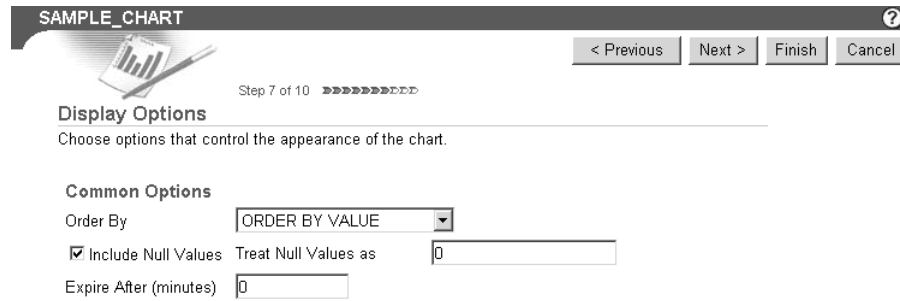 SAMPLE_CHART
?
< Previous Next > Finish Cancel
Step 7 of 10
Display Options
Choose options that control the appearance of the chart.
Common Options
Order By ORDER BY VALUE
Include Null Values Treat Null Values as 0
Expire After (minutes) 0